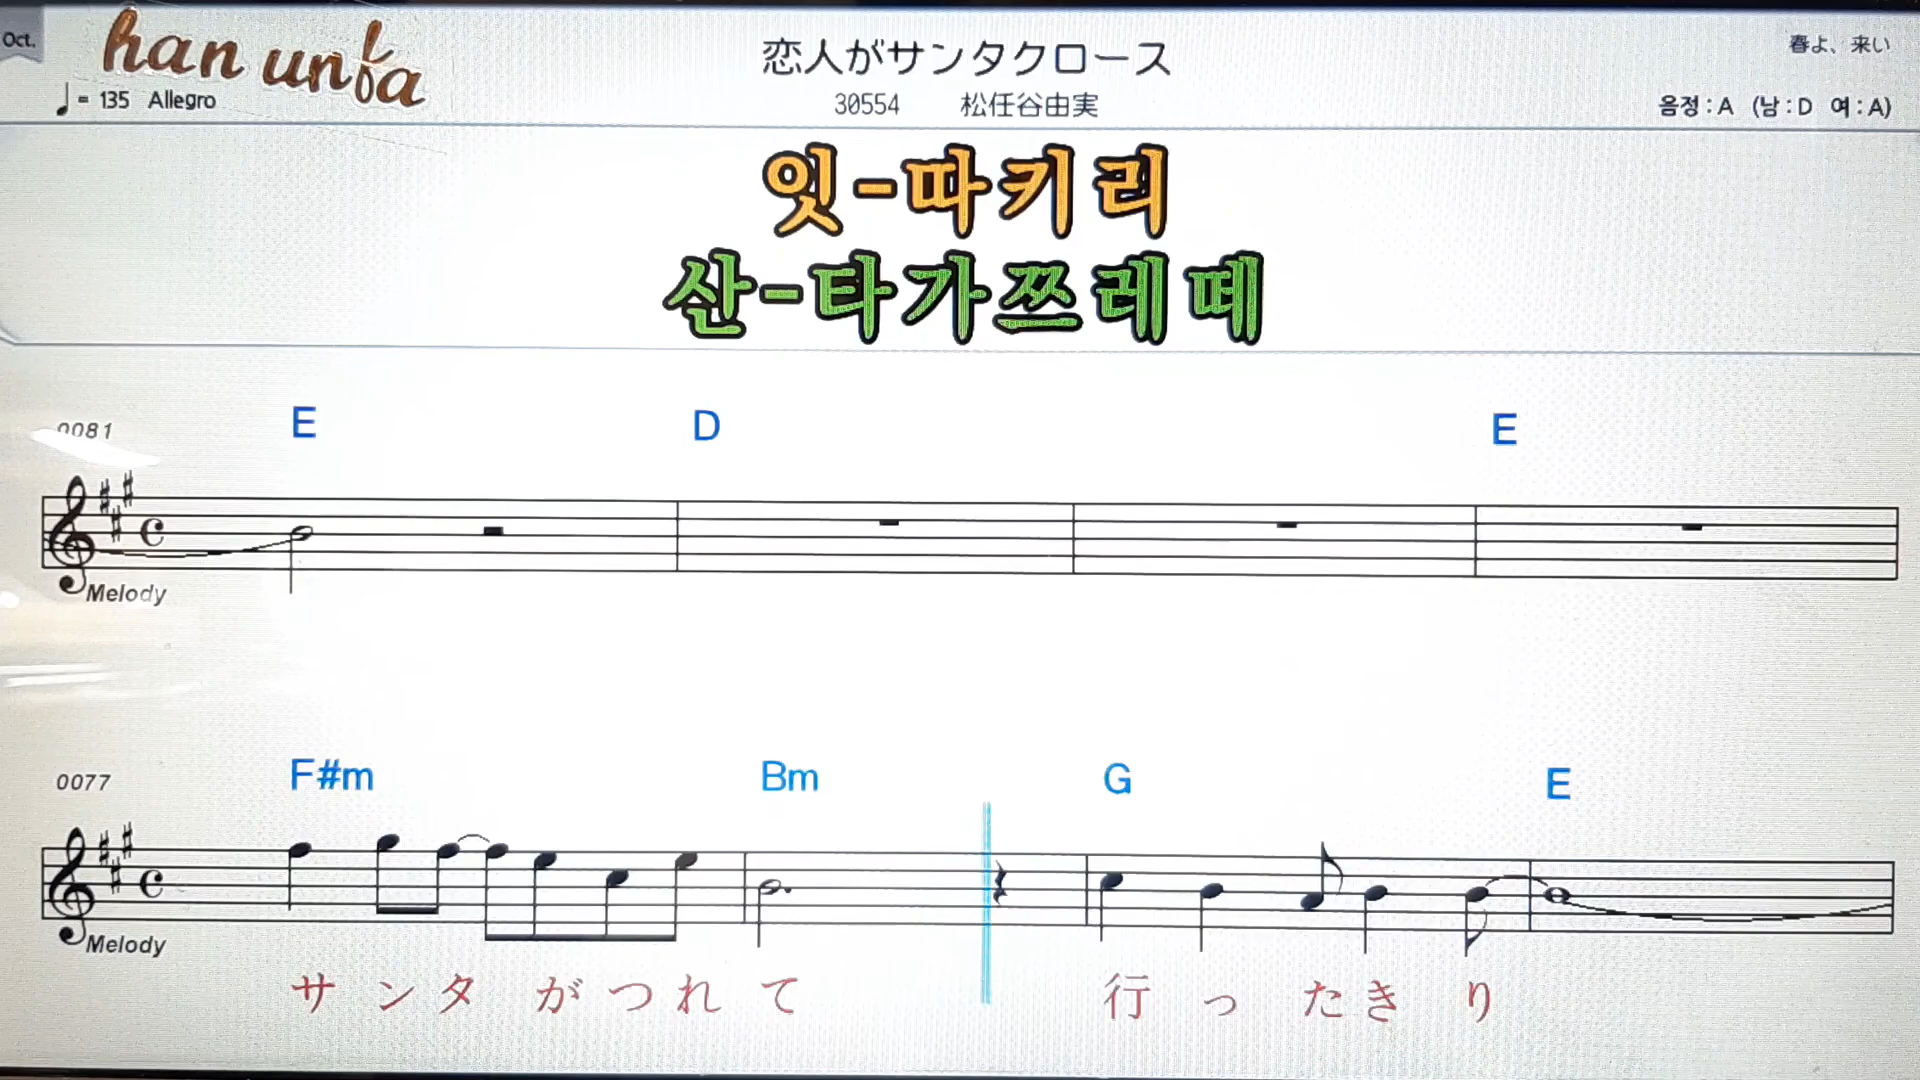 Oct.
han unba
恋人がサンタクロース
春よ、来い
♩= 135 Allegro
30554 松任谷由実
음정 : A (남 : D 여 : A)
잇-따키리
산-타가쯔레떼
0081 E D E
Melody
0077 F#m Bm G E
Melody
サンタがつれて 行ったきり